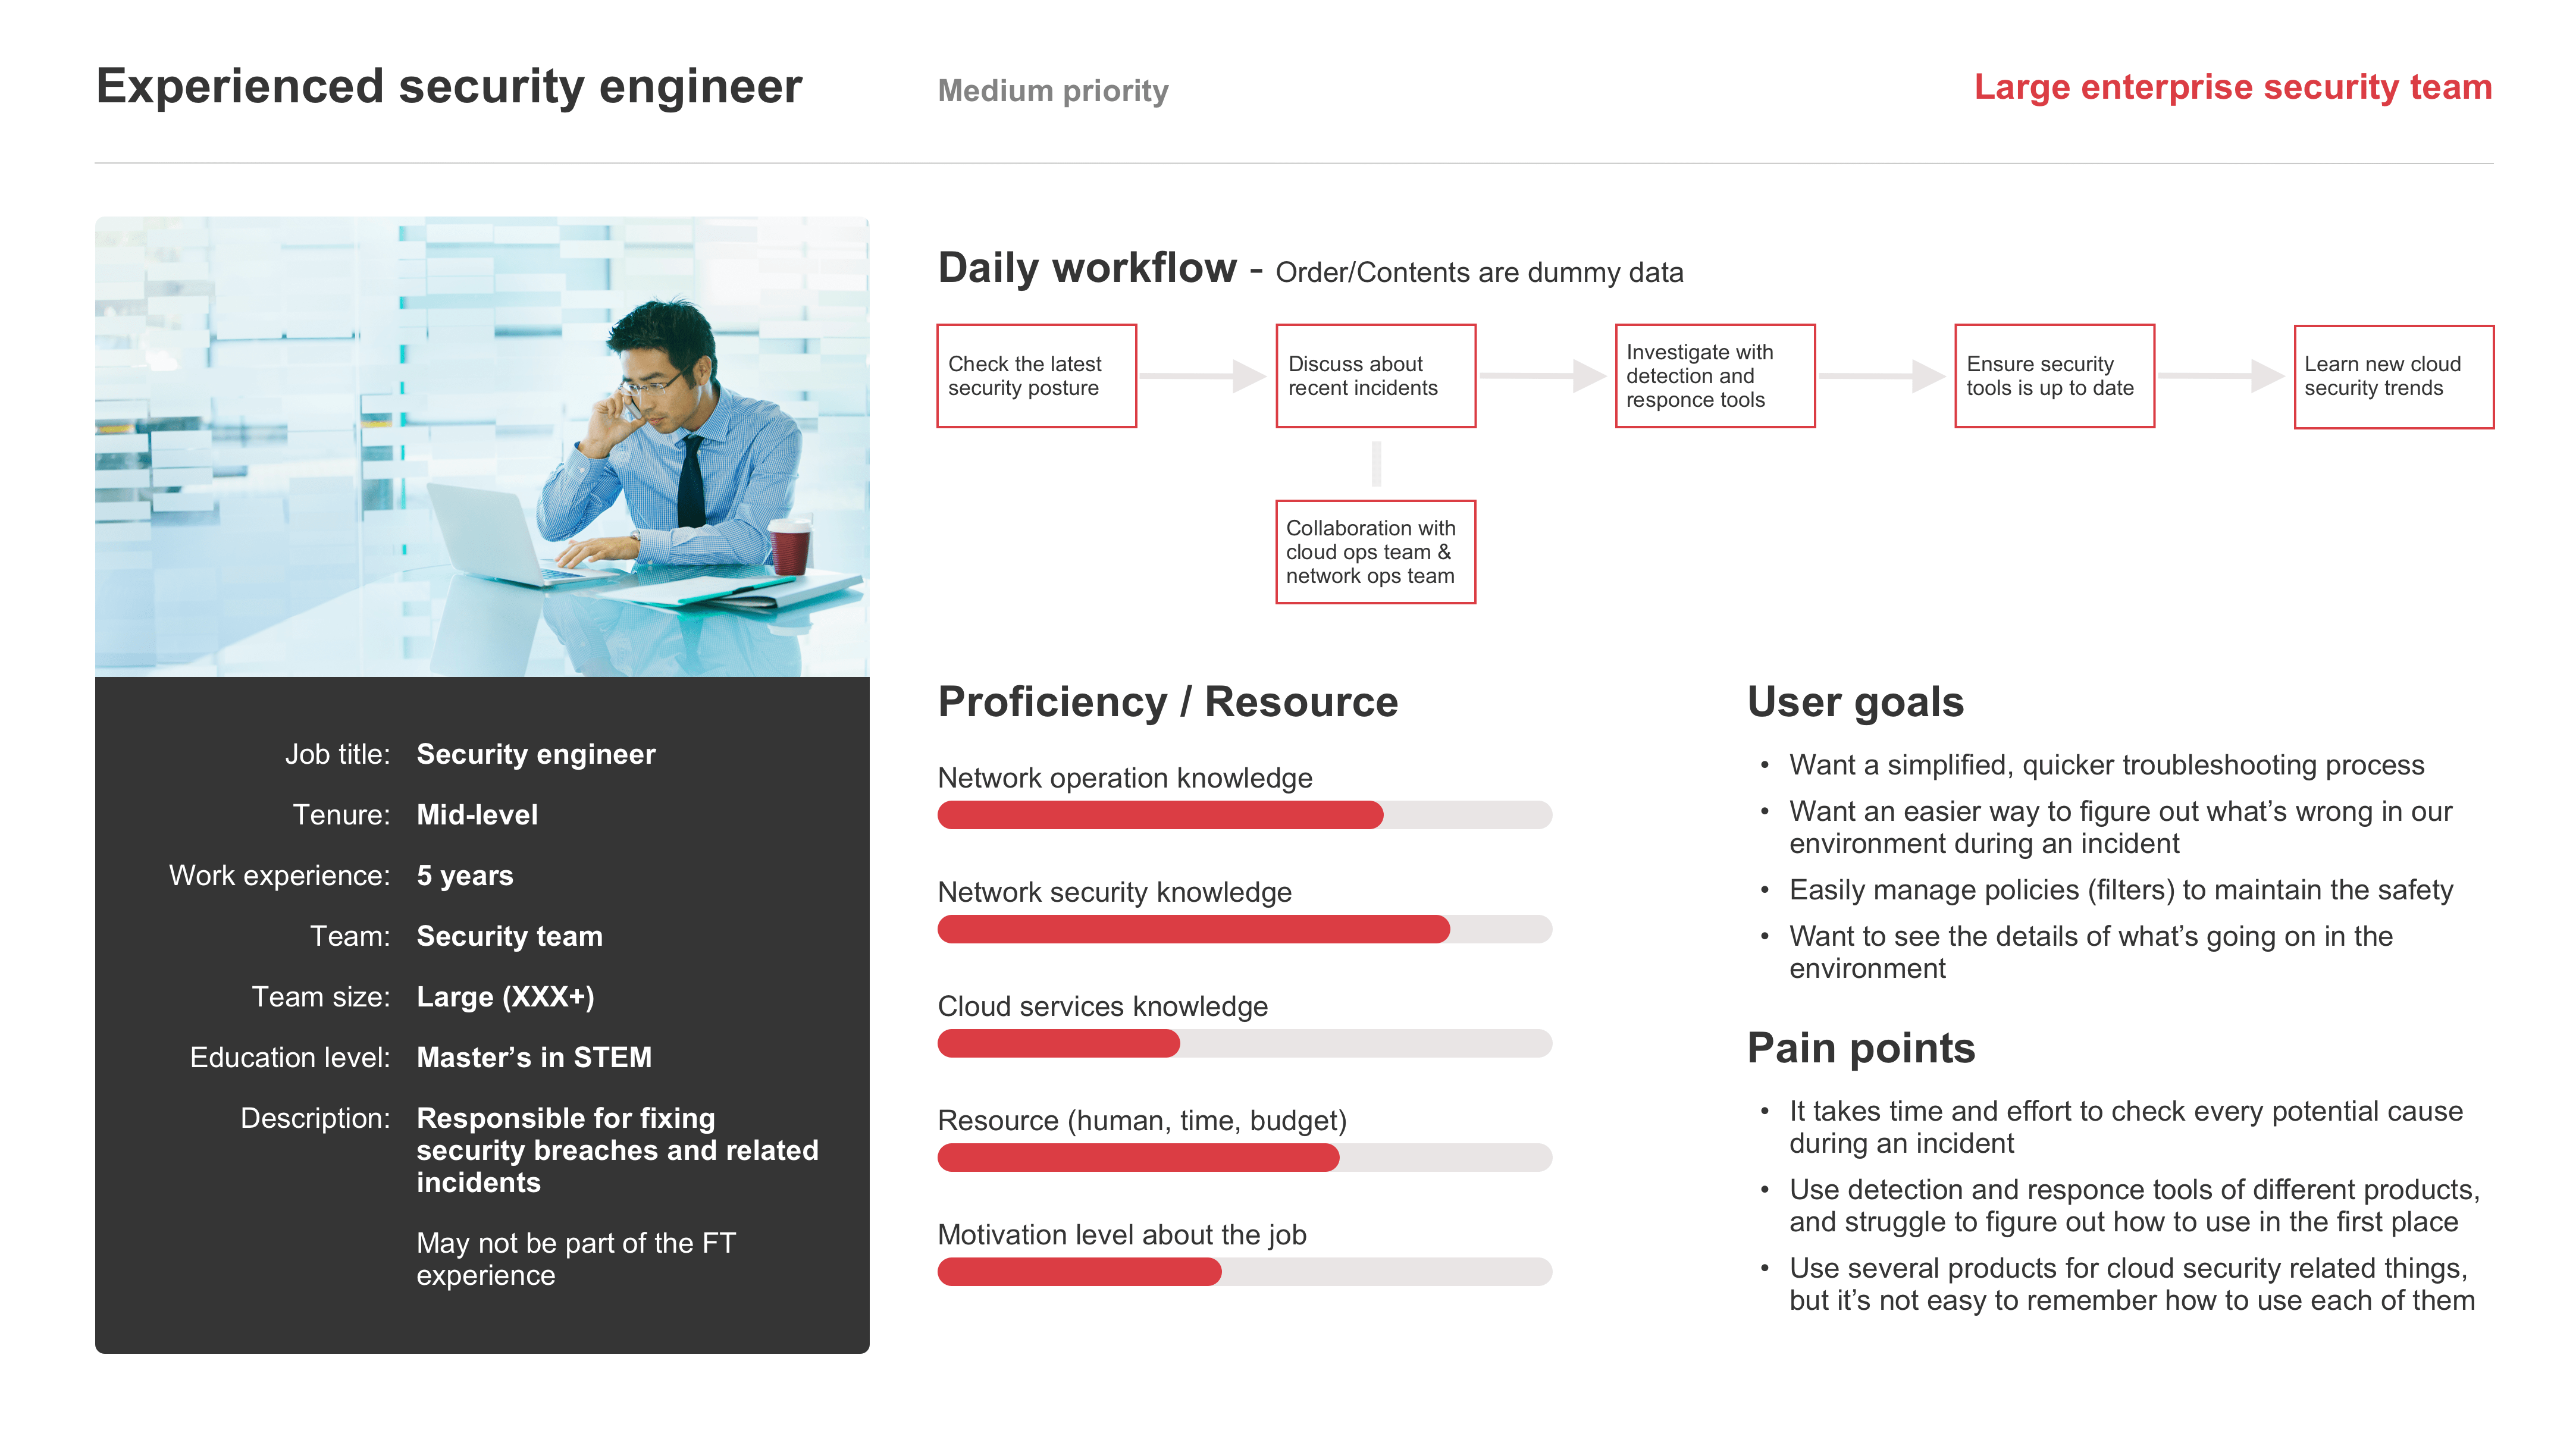 Experienced security engineer
Medium priority
Large enterprise security team
Job title: Security engineer
Tenure: Mid-level
Work experience: 5 years
Team: Security team
Team size: Large (XXX+)
Education level: Master’s in STEM
Description: Responsible for fixing
security breaches and related
incidents
May not be part of the FT
experience
Daily workflow - Order/Contents are dummy data
Check the latest
security posture
Discuss about
recent incidents
Investigate with
detection and
responce tools
Ensure security
tools is up to date
Learn new cloud
security trends
Collaboration with
cloud ops team &
network ops team
Proficiency / Resource
Network operation knowledge
Network security knowledge
Cloud services knowledge
Resource (human, time, budget)
Motivation level about the job
User goals
• Want a simplified, quicker troubleshooting process
• Want an easier way to figure out what’s wrong in our
environment during an incident
• Easily manage policies (filters) to maintain the safety
• Want to see the details of what’s going on in the
environment
Pain points
• It takes time and effort to check every potential cause
during an incident
• Use detection and responce tools of different products,
and struggle to figure out how to use in the first place
• Use several products for cloud security related things,
but it’s not easy to remember how to use each of them